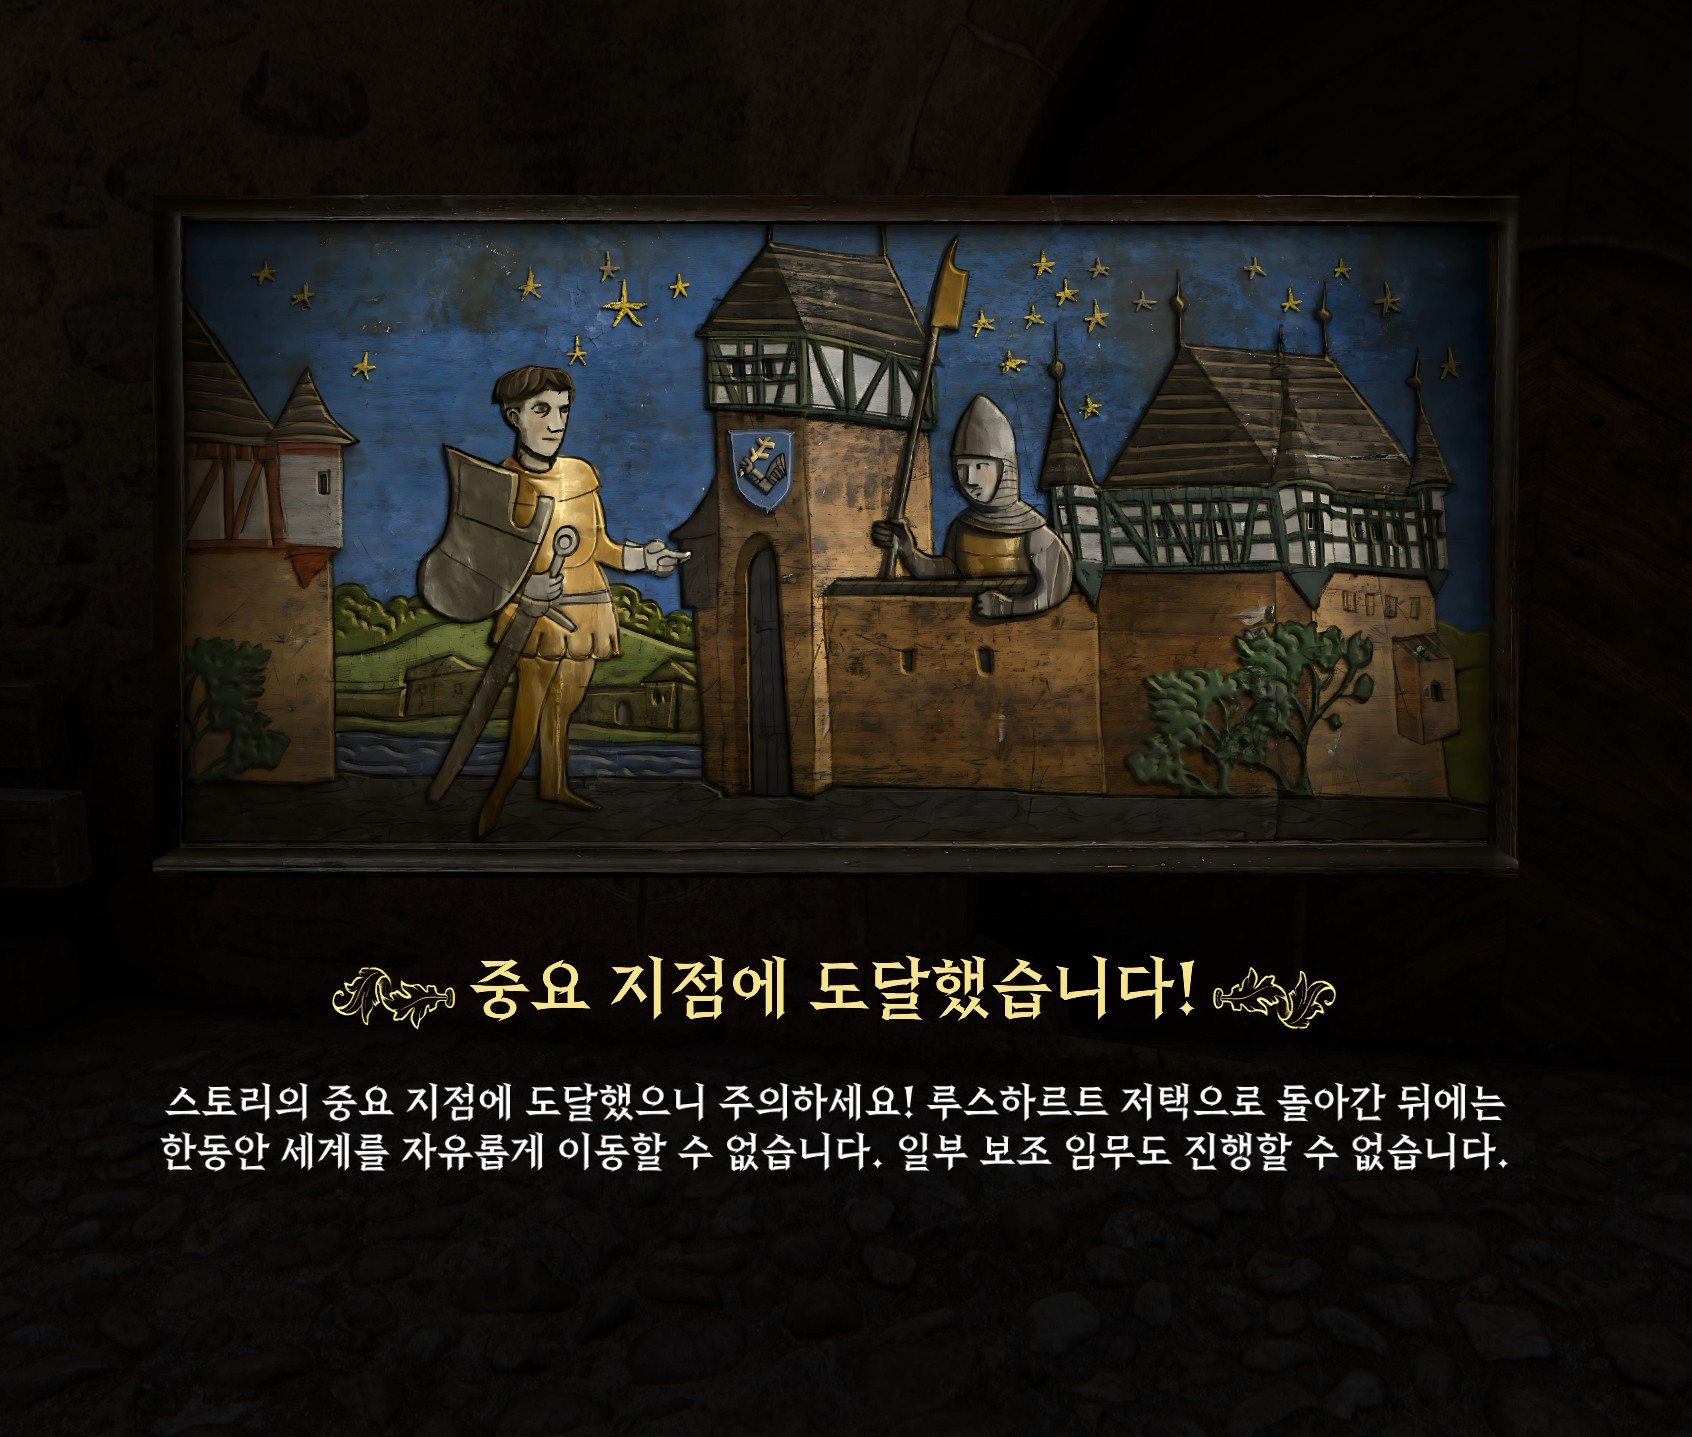 중요 지점에 도달했습니다!
스토리의 중요 지점에 도달했으니 주의하세요! 루스하르트 저택으로 돌아간 뒤에는
한동안 세계를 자유롭게 이동할 수 없습니다. 일부 보조 임무도 진행할 수 없습니다.